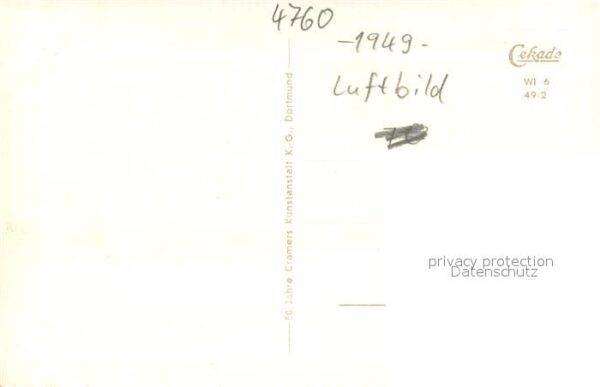 4760
-1949-
Luftbild
Cekade
WI 6
49 2
50 Jahre Cramers Kunstanstalt K.-G., Dortmund
privacy protection
Datenschutz